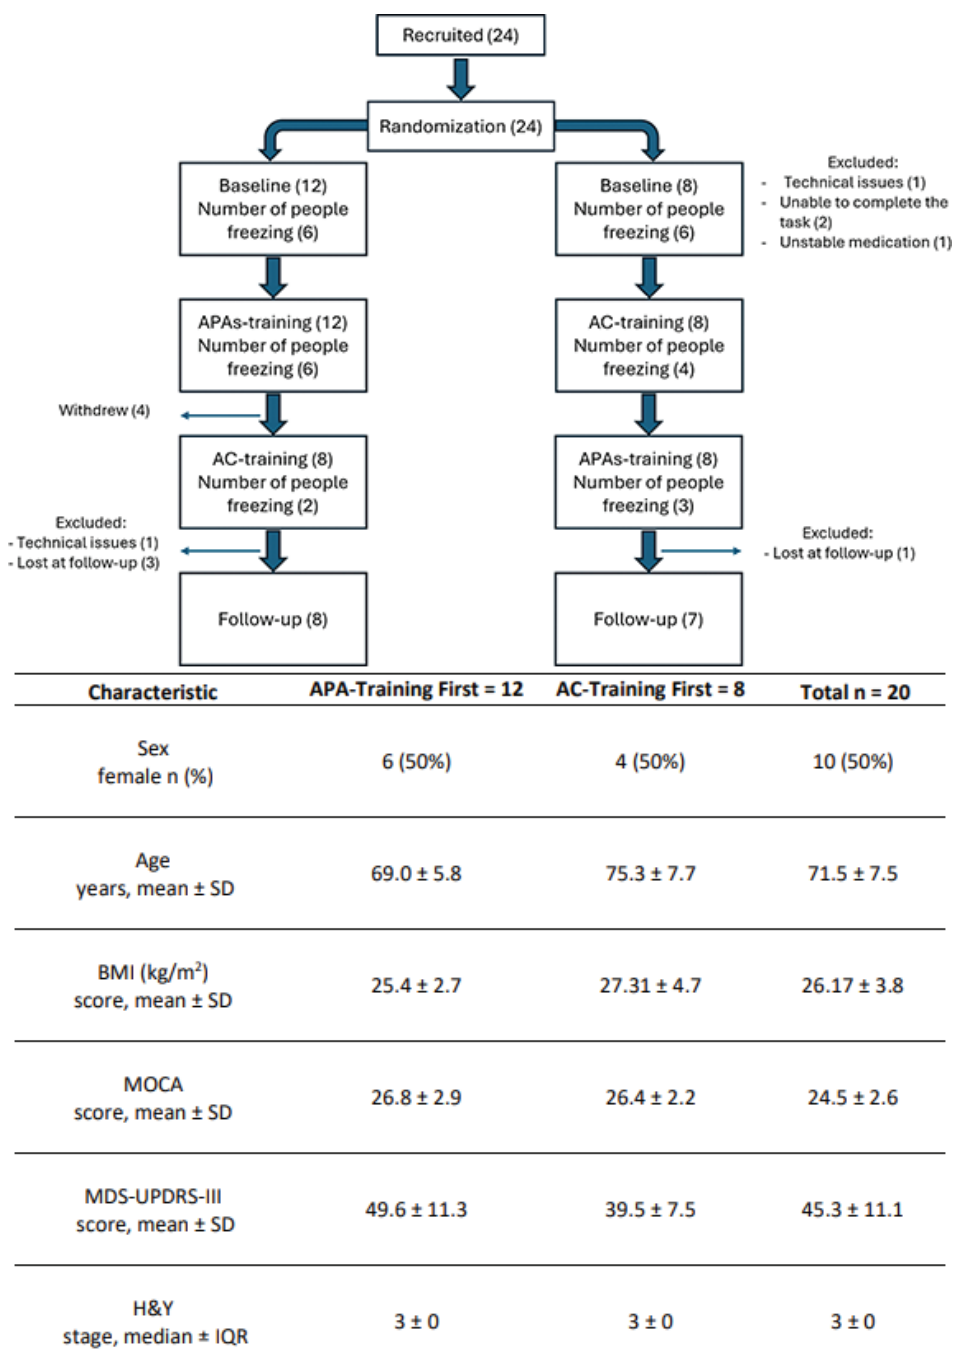 Recruited (24)
Randomization (24)
Baseline (12)
Number of people
freezing (6)
Baseline (8)
Number of people
freezing (6)
Excluded:
- Technical issues (1)
- Unable to complete the
task (2)
- Unstable medication (1)
APAs-training (12)
Number of people
freezing (6)
AC-training (8)
Number of people
freezing (4)
Withdrew (4)
AC-training (8)
Number of people
freezing (2)
APAs-training (8)
Number of people
freezing (3)
Excluded:
- Technical issues (1)
- Lost at follow-up (3)
Excluded:
- Lost at follow-up (1)
Follow-up (8)
Follow-up (7)
Characteristic APA-Training First = 12 AC-Training First = 8 Total n = 20
Sex
female n (%) 6 (50%) 4 (50%) 10 (50%)
Age
years, mean ± SD 69.0 ± 5.8 75.3 ± 7.7 71.5 ± 7.5
BMI (kg/m²)
score, mean ± SD 25.4 ± 2.7 27.31 ± 4.7 26.17 ± 3.8
MOCA
score, mean ± SD 26.8 ± 2.9 26.4 ± 2.2 24.5 ± 2.6
MDS-UPDRS-III
score, mean ± SD 49.6 ± 11.3 39.5 ± 7.5 45.3 ± 11.1
H&Y
stage, median ± IQR 3 ± 0 3 ± 0 3 ± 0